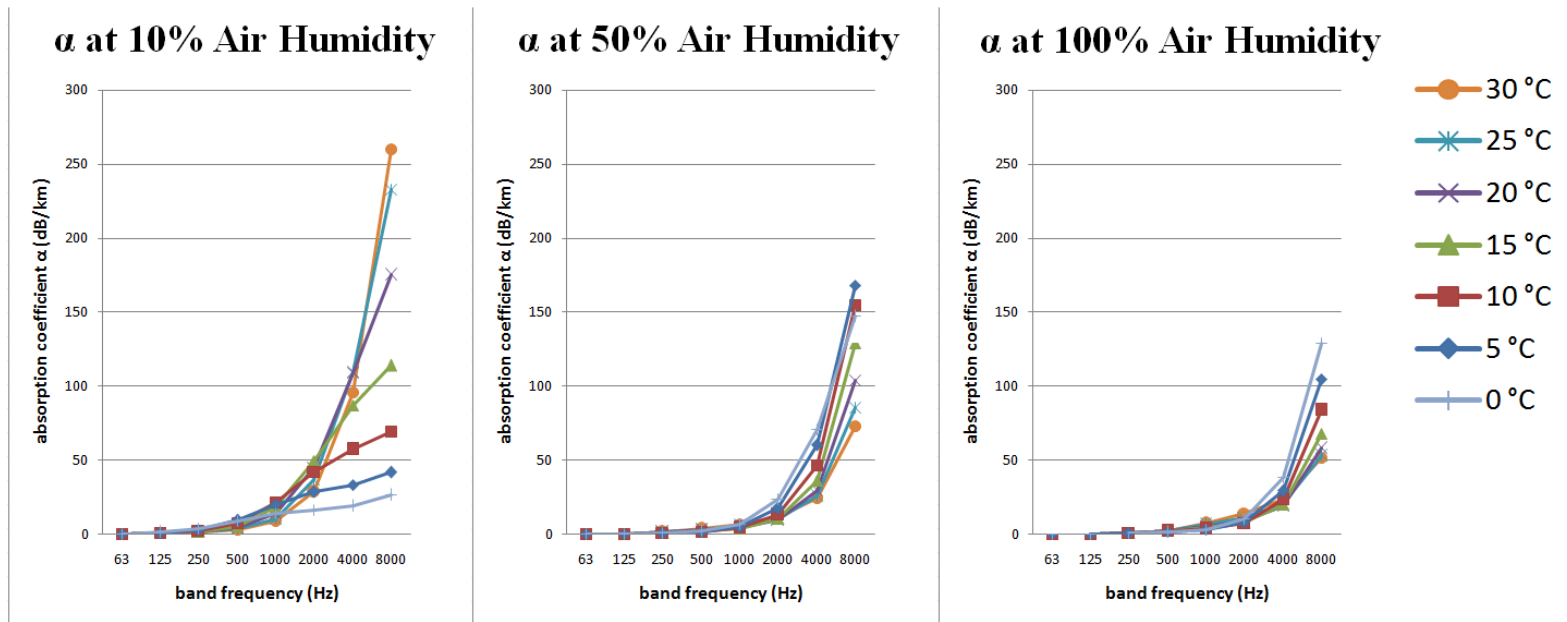 α at 10% Air Humidity
300
250
200
150
100
50
0
absorption coefficient α (dB/km)
63 125 250 500 1000 2000 4000 8000
band frequency (Hz)
α at 50% Air Humidity
300
250
200
150
100
50
0
absorption coefficient α (dB/km)
63 125 250 500 1000 2000 4000 8000
band frequency (Hz)
α at 100% Air Humidity
300
250
200
150
100
50
0
absorption coefficient α (dB/km)
63 125 250 500 1000 2000 4000 8000
band frequency (Hz)
30 °C
25 °C
20 °C
15 °C
10 °C
5 °C
0 °C